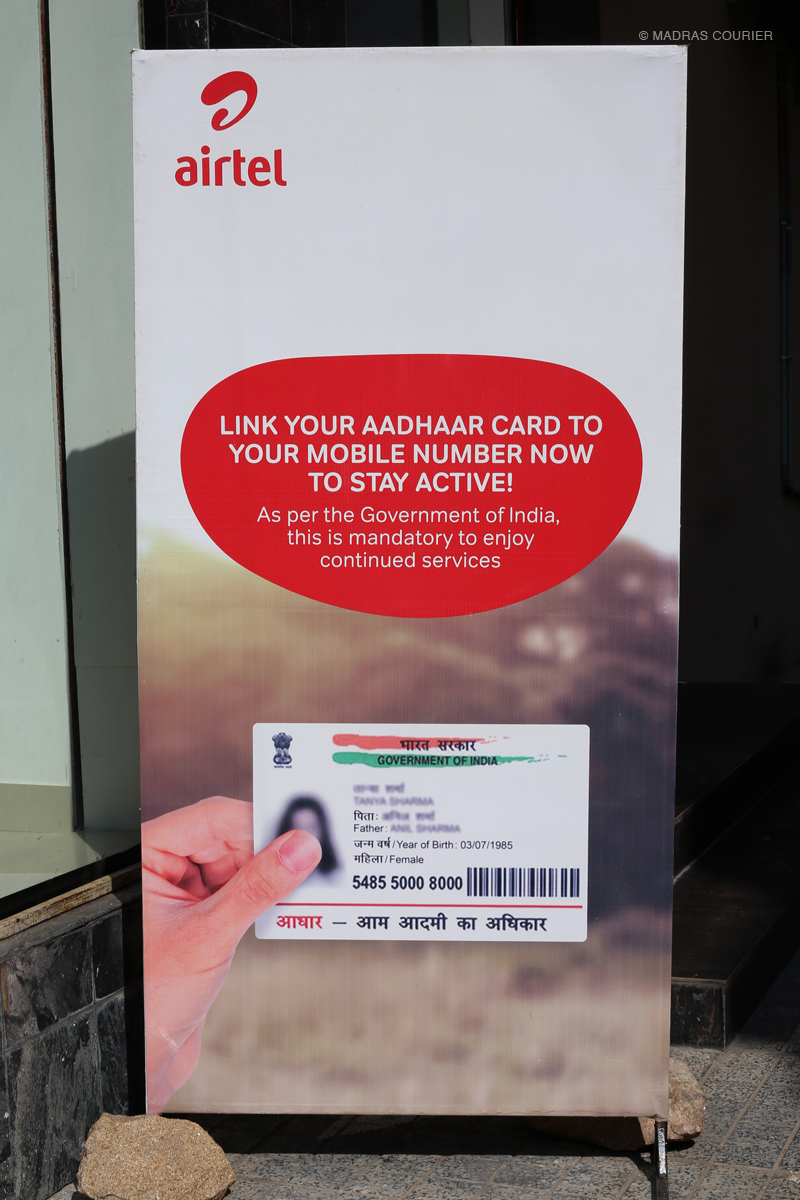 © MADRAS COURIER
airtel
LINK YOUR AADHAAR CARD TO
YOUR MOBILE NUMBER NOW
TO STAY ACTIVE!
As per the Government of India,
this is mandatory to enjoy
continued services
भारत सरकार
GOVERNMENT OF INDIA
तान्या शर्मा
TANYA SHARMA
पिता: अनिल शर्मा
Father: ANIL SHARMA
जन्म वर्ष / Year of Birth: 03/07/1985
महिला / Female
5485 5000 8000
आधार – आम आदमी का अधिकार